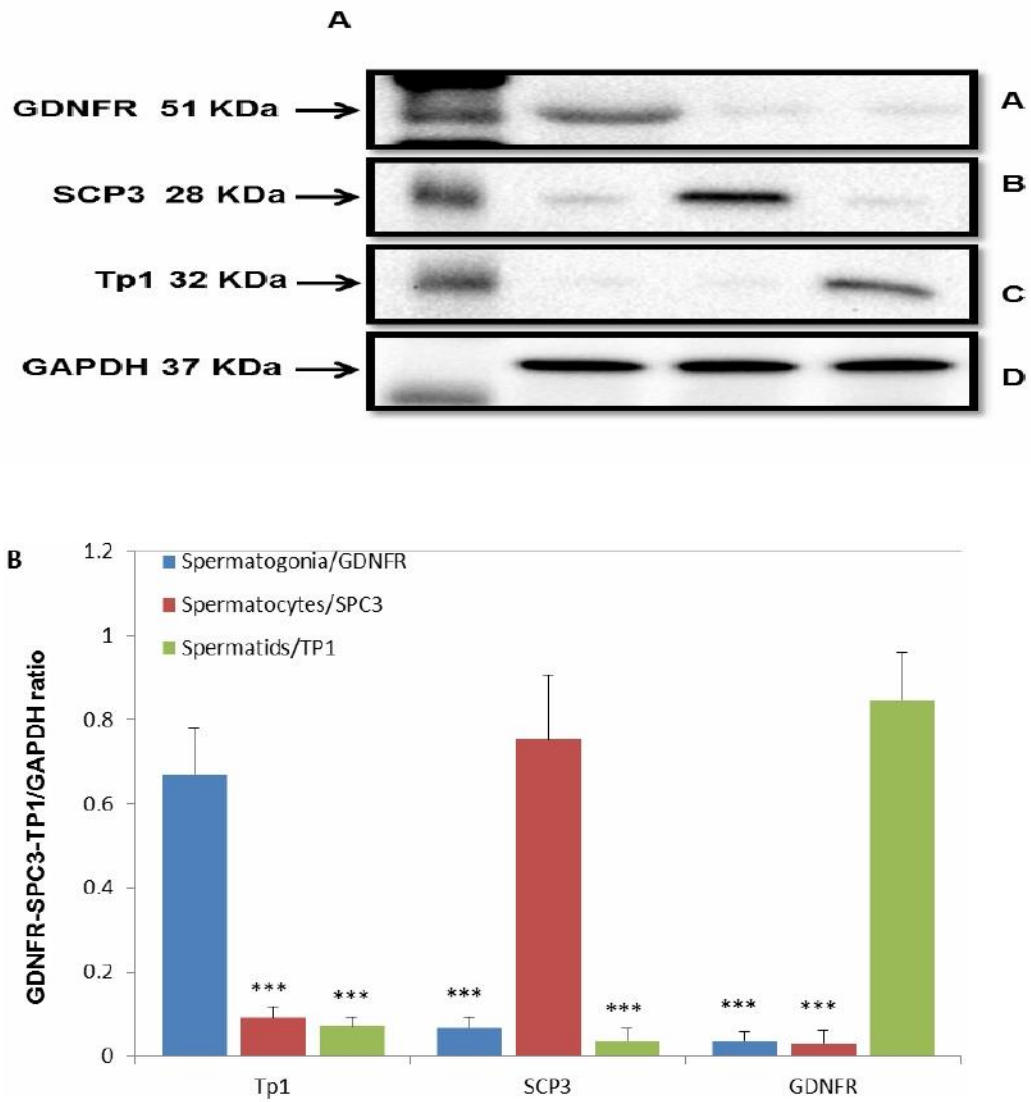 A
GDNFR 51 KDa
A
SCP3 28 KDa
B
Tp1 32 KDa
C
GAPDH 37 KDa
D
B
1.2
Spermatogonia/GDNFR
Spermatocytes/SPC3
1
Spermatids/TP1
0.8
0.6
0.4
0.2
0
GDNFR-SPC3-TP1/GAPDH ratio
*** *** *** *** *** ***
Tp1 SCP3 GDNFR